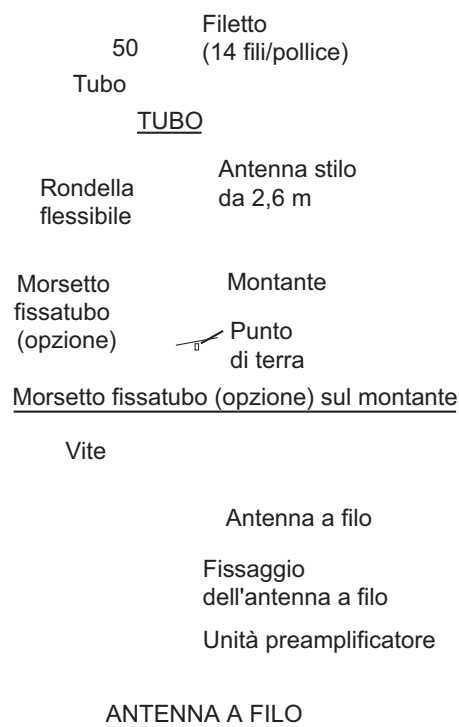 Filetto
(14 fili/pollice)
50
Tubo
TUBO
Antenna stilo
da 2,6 m
Rondella
flessibile
Morsetto
fissatubo
(opzione)
Montante
Punto
di terra
Morsetto fissatubo (opzione) sul montante
Vite
Antenna a filo
Fissaggio
dell'antenna a filo
Unità preamplificatore
ANTENNA A FILO